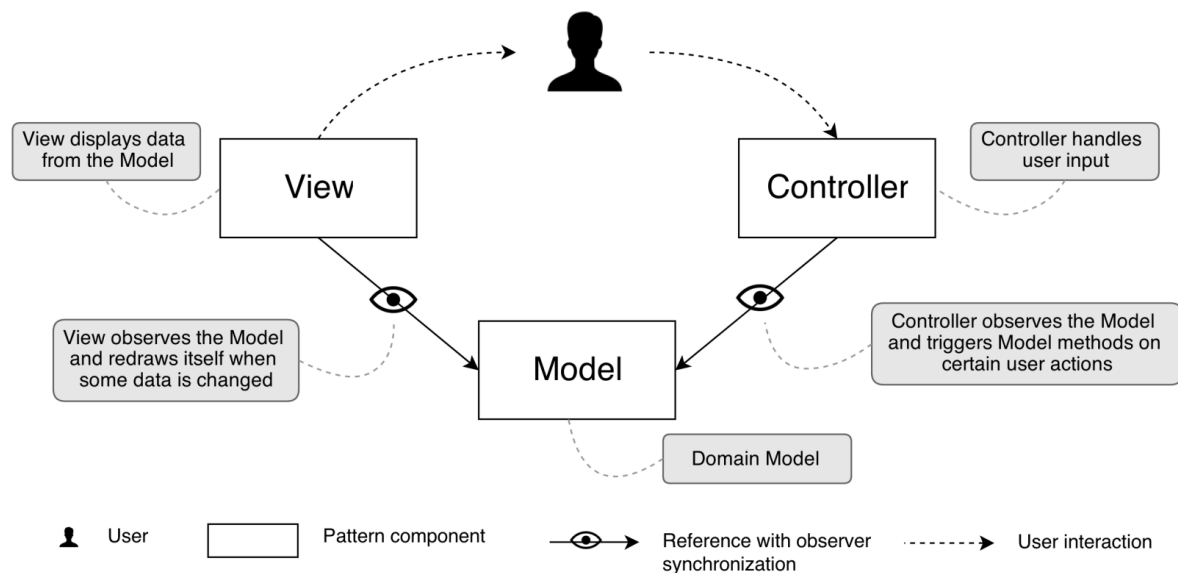 View displays data
from the Model
View
Controller
Controller handles
user input
View observes the Model
and redraws itself when
some data is changed
Model
Controller observes the Model
and triggers Model methods on
certain user actions
Domain Model
User
Pattern component
Reference with observer
synchronization
User interaction